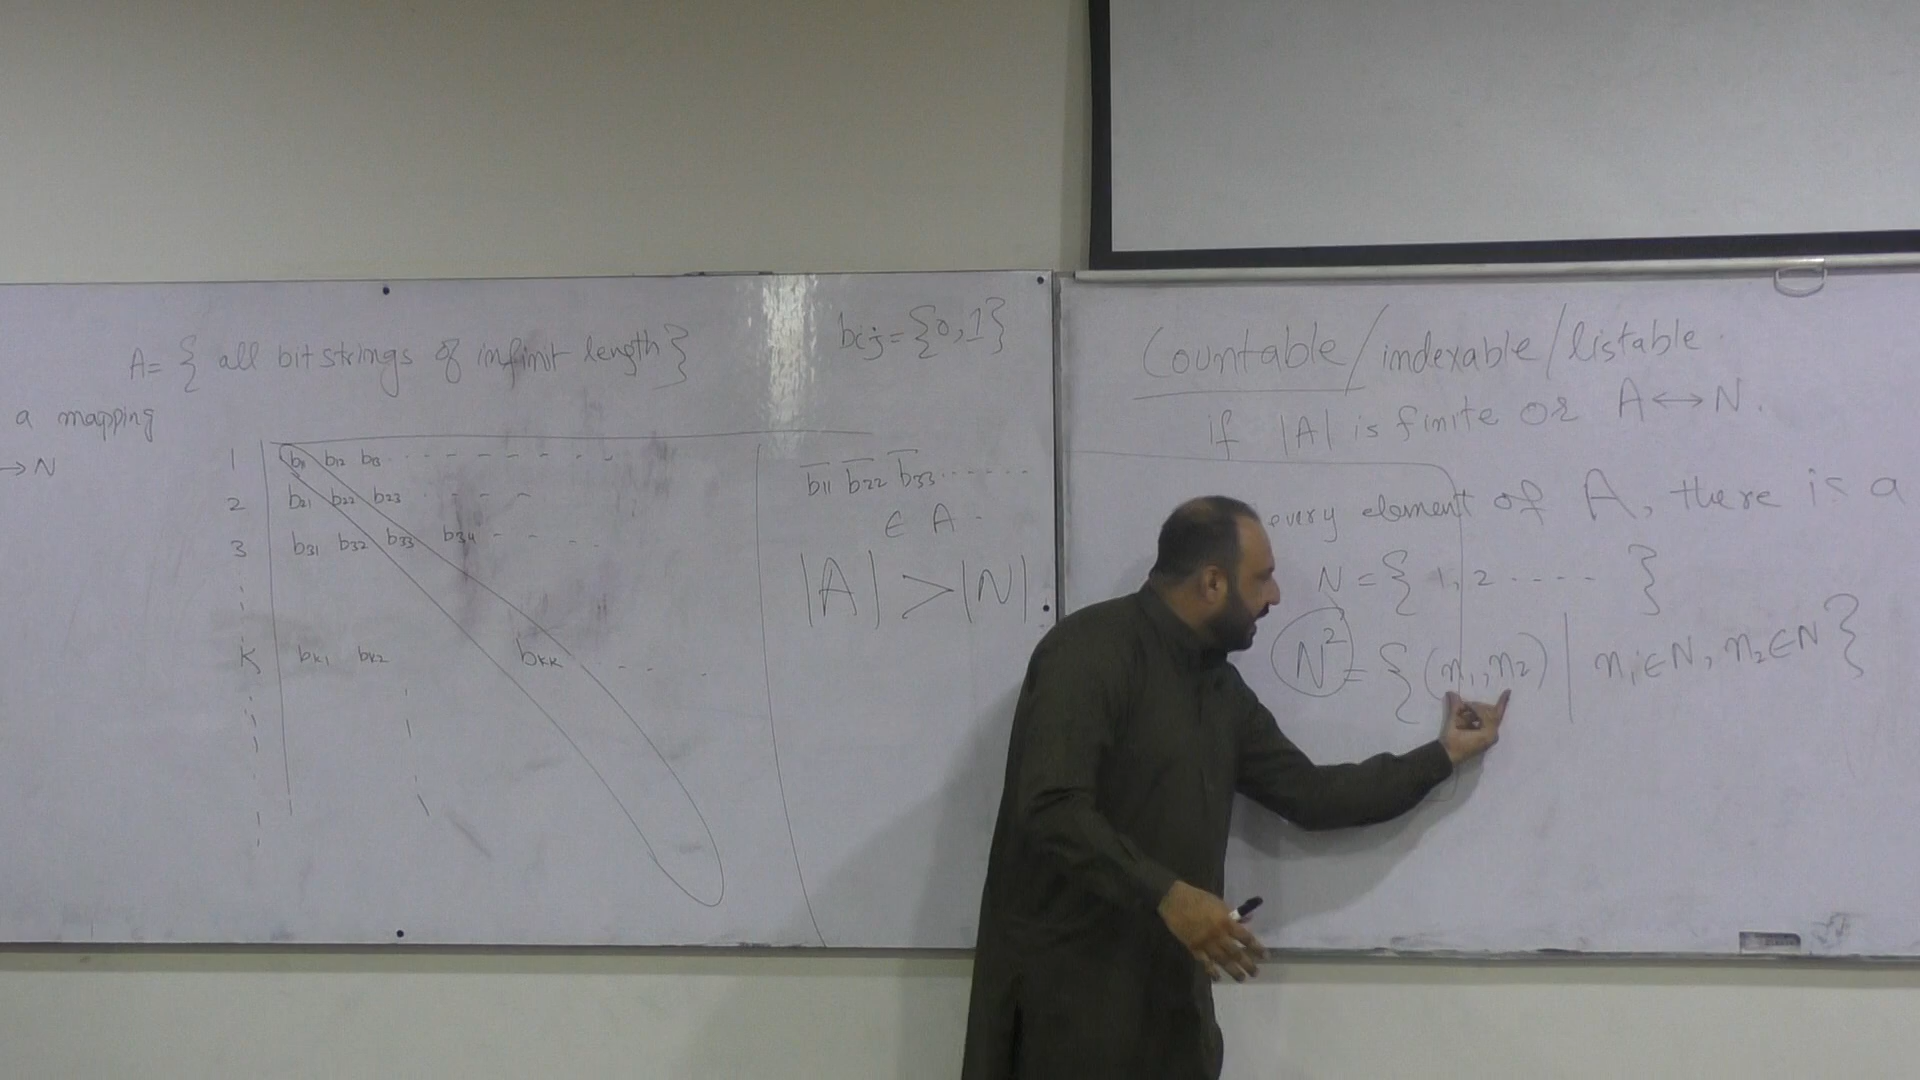 A= { all bitstrings of infinit length }
bij = {0,1}
a mapping
→ N
1 b11 b12 b13 - - - - - - - -
2 b21 b22 b23 - - - -
3 b31 b32 b33 b34 - - - -
K bK1 bK2 bKK - - -
b̅11 b̅22 b̅33 ......
∈ A.
|A| > |N|
Countable/indexable/listable.
if |A| is finite or A↔N.
every element of A, there is a
N = { 1, 2 ..... }
N² = { (n1, n2) | n1∈N, n2∈N }